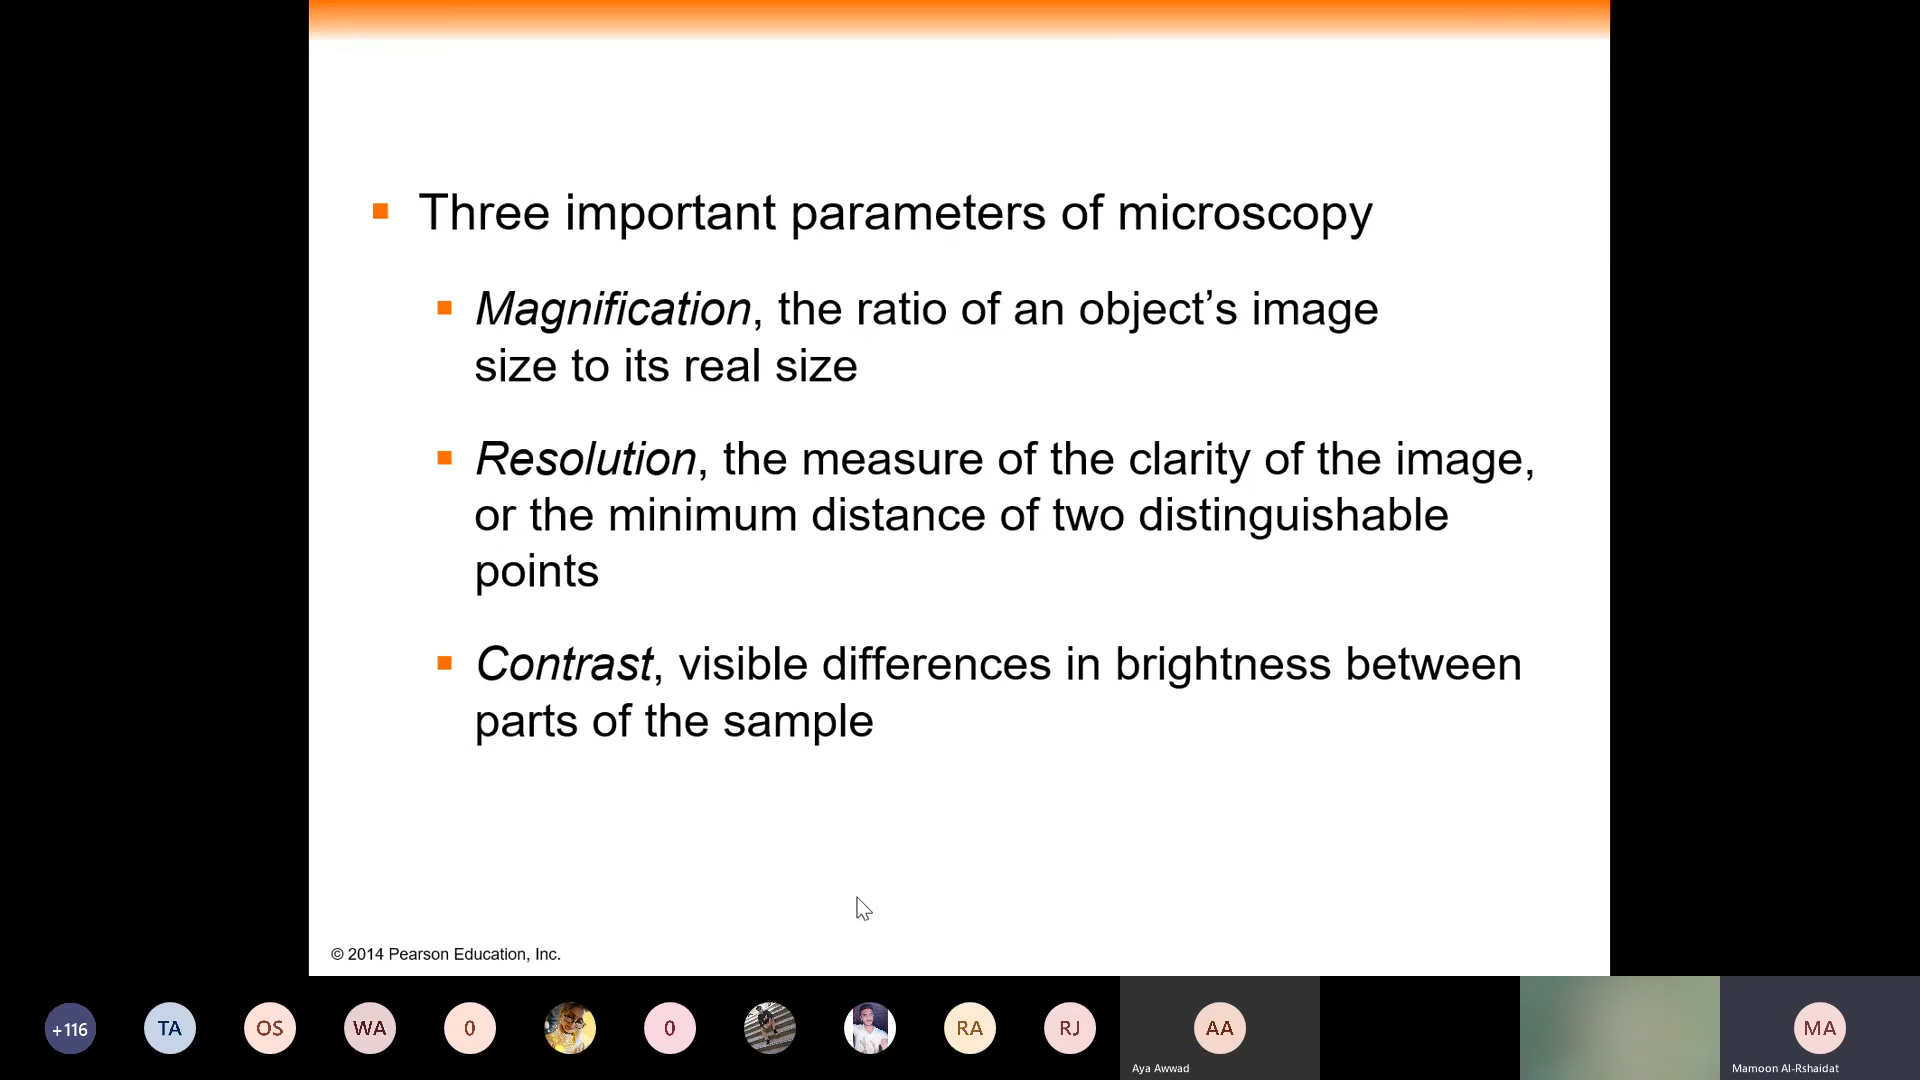 Three important parameters of microscopy
Magnification, the ratio of an object’s image
size to its real size
Resolution, the measure of the clarity of the image,
or the minimum distance of two distinguishable
points
Contrast, visible differences in brightness between
parts of the sample
© 2014 Pearson Education, Inc.
+116
TA
OS
WA
0
0
RA
RJ
AA
MA
Aya Awwad
Mamoon Al-Rshaidat